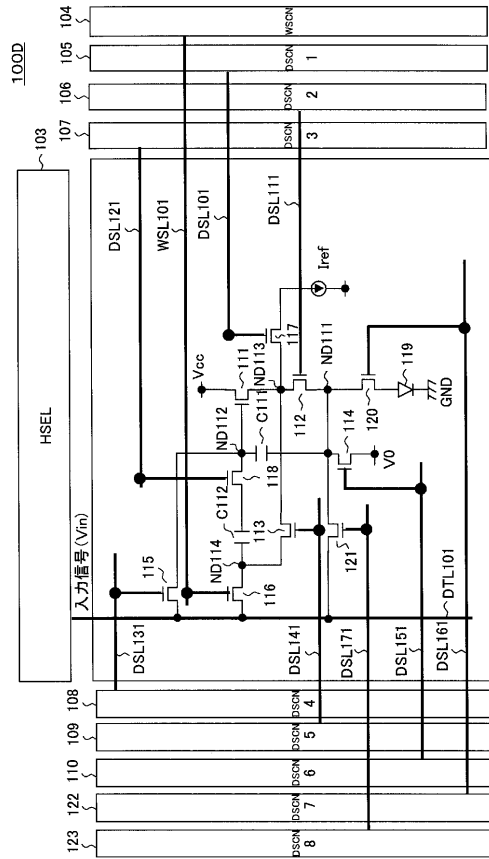 100D
103
HSEL
104
WSCN
105
DSCN
1
106
DSCN
2
107
DSCN
3
DSL121
WSL101
DSL101
DSL111
入力信号(Vin)
Vcc
111
ND112
ND113
117
Iref
C111
118
C112
112
ND111
115
ND114
113
116
114
V0
120
119
GND
121
DSL131
DSL141
DSL171
DSL151
DTL101
DSL161
108
DSCN
4
109
DSCN
5
110
DSCN
6
122
DSCN
7
123
DSCN
8